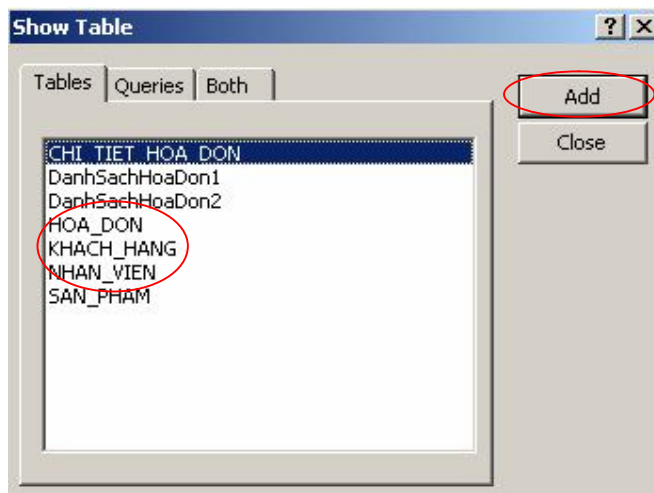 Show Table
Tables Queries Both
Add
Close
CHI_TIET_HOA_DON
DanhSachHoaDon1
DanhSachHoaDon2
HOA_DON
KHACH_HANG
NHAN_VIEN
SAN_PHAM